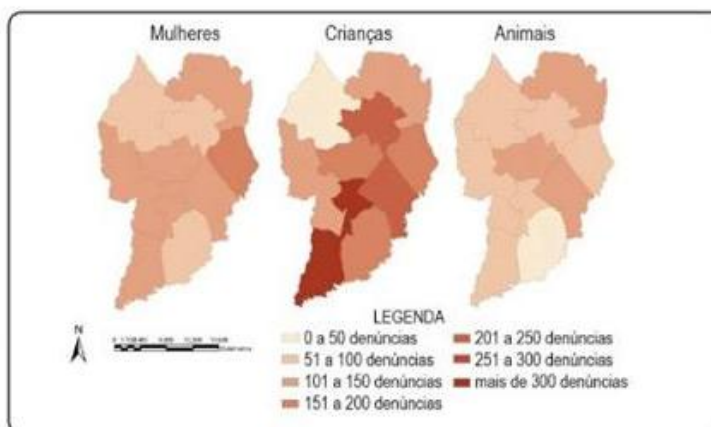 Mulheres Crianças Animais
LEGENDA
0 a 50 denúncias
51 a 100 denúncias
101 a 150 denúncias
151 a 200 denúncias
201 a 250 denúncias
251 a 300 denúncias
mais de 300 denúncias
N